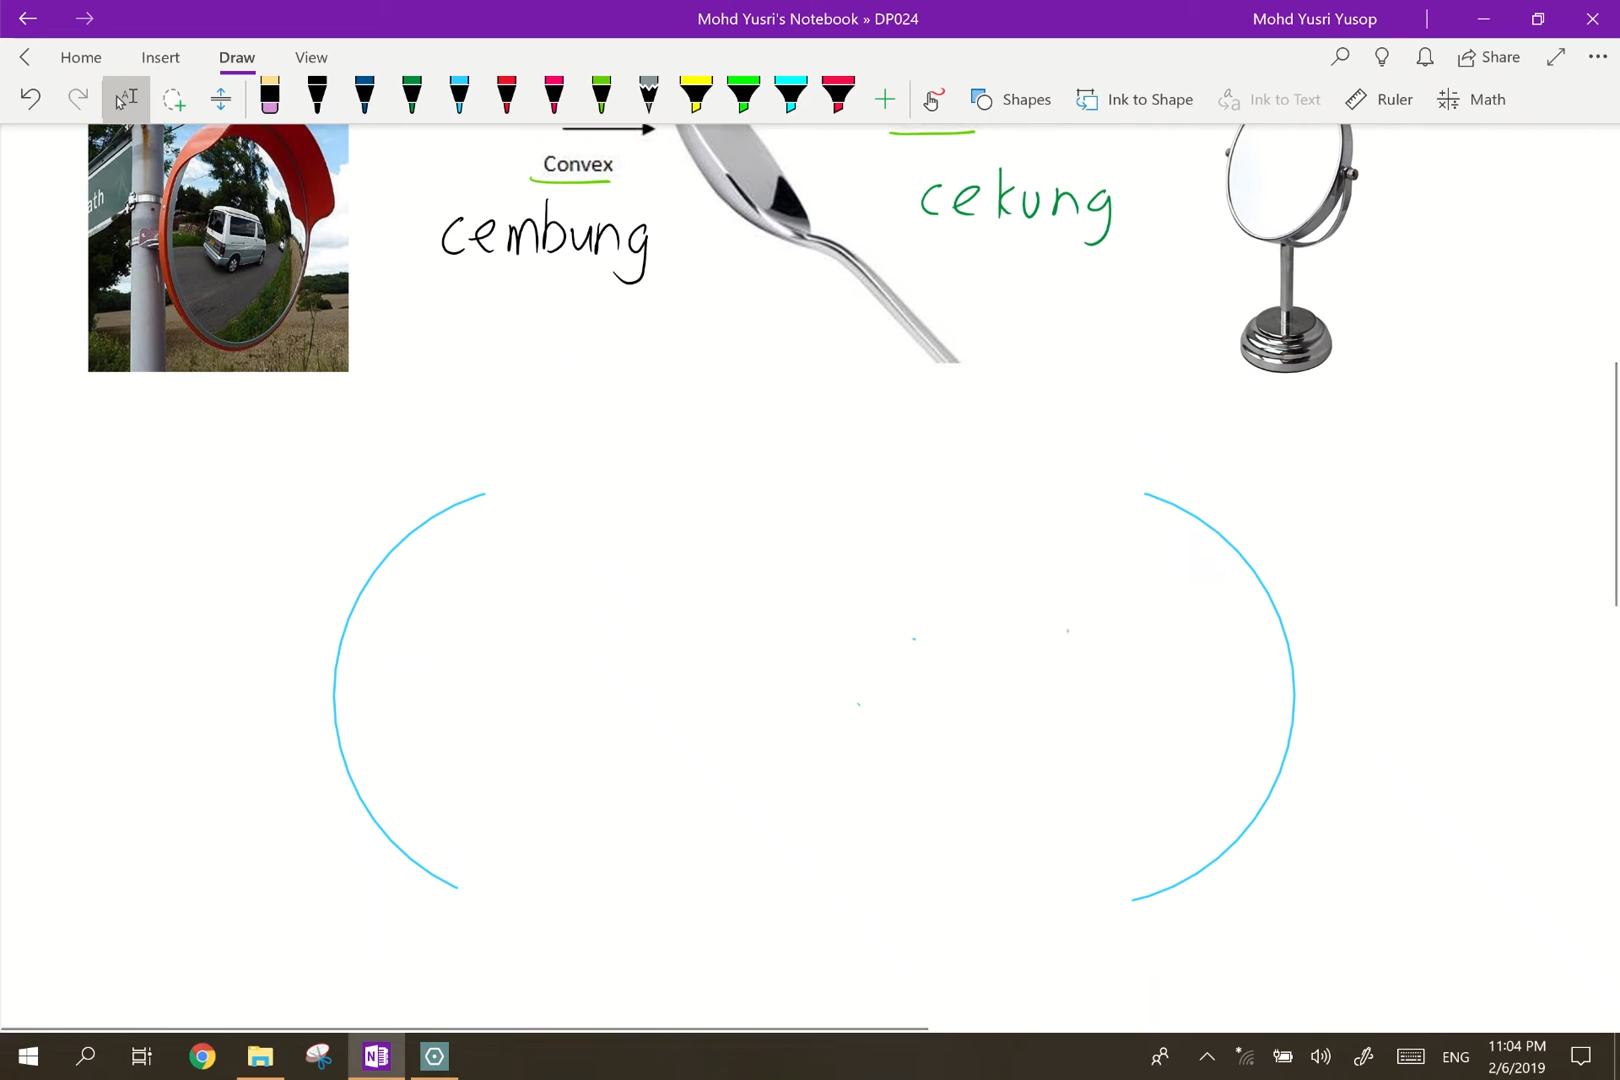 Mohd Yusri's Notebook » DP024
Mohd Yusri Yusop
Home
Insert
Draw
View
Share
Shapes
Ink to Shape
Ink to Text
Ruler
Math
ath
Convex
cembung
cekung
ENG
11:04 PM
2/6/2019